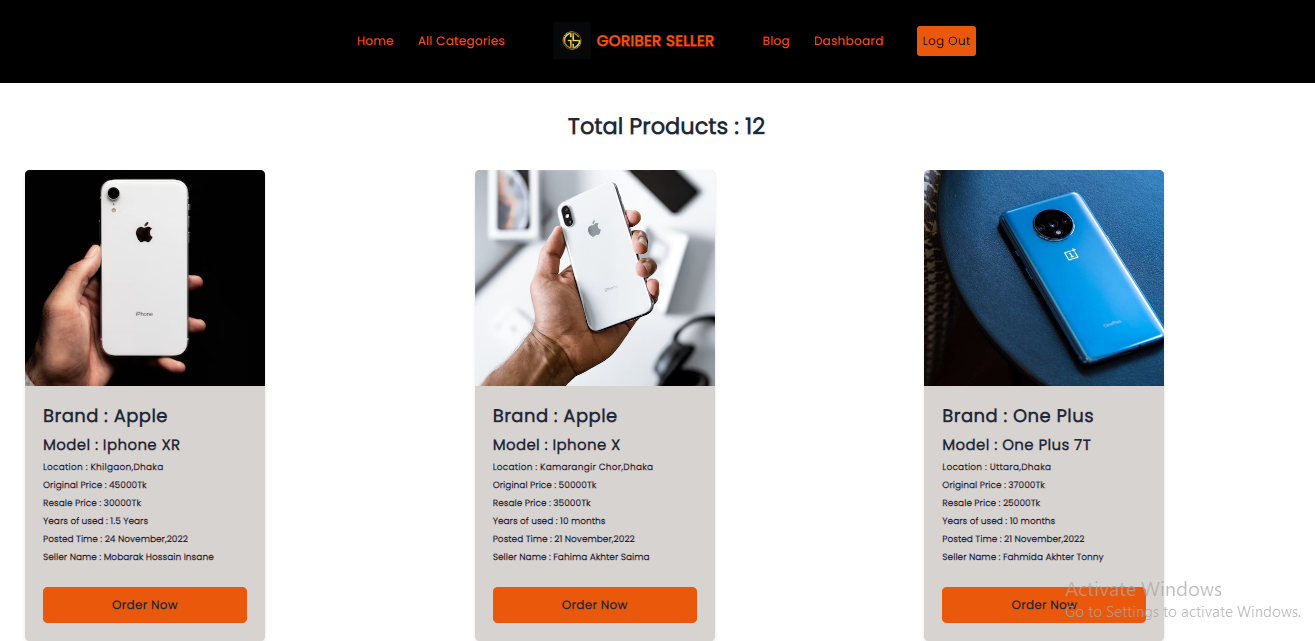 Home
All Categories
GORIBER SELLER
Blog
Dashboard
Log Out
Total Products : 12
iPhone
Brand : Apple
Model : Iphone XR
Location : Khilgaon,Dhaka
Original Price : 45000Tk
Resale Price : 30000Tk
Years of used : 1.5 Years
Posted Time : 24 November,2022
Seller Name : Mobarak Hossain Insane
Order Now
Brand : Apple
Model : Iphone X
Location : Kamarangir Chor,Dhaka
Original Price : 50000Tk
Resale Price : 35000Tk
Years of used : 10 months
Posted Time : 21 November,2022
Seller Name : Fahima Akhter Saima
Order Now
Brand : One Plus
Model : One Plus 7T
Location : Uttara,Dhaka
Original Price : 37000Tk
Resale Price : 25000Tk
Years of used : 10 months
Posted Time : 21 November,2022
Seller Name : Fahmida Akhter Tonny
Order Now
Activate Windows
Go to Settings to activate Windows.